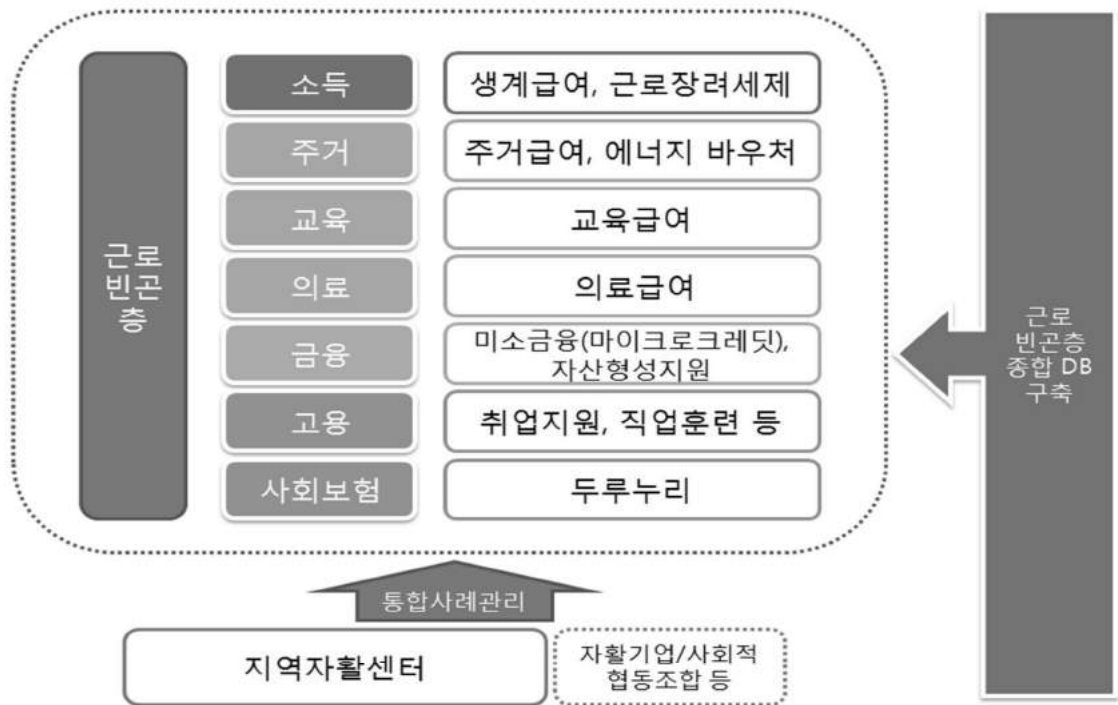 근로
빈곤
층
소득
생계급여, 근로장려세제
주거
주거급여, 에너지 바우처
교육
교육급여
의료
의료급여
금융
미소금융(마이크로크레딧),
자산형성지원
고용
취업지원, 직업훈련 등
사회보험
두루누리
근로
빈곤층
종합 DB
구축
통합사례관리
지역자활센터
자활기업/사회적
협동조합 등